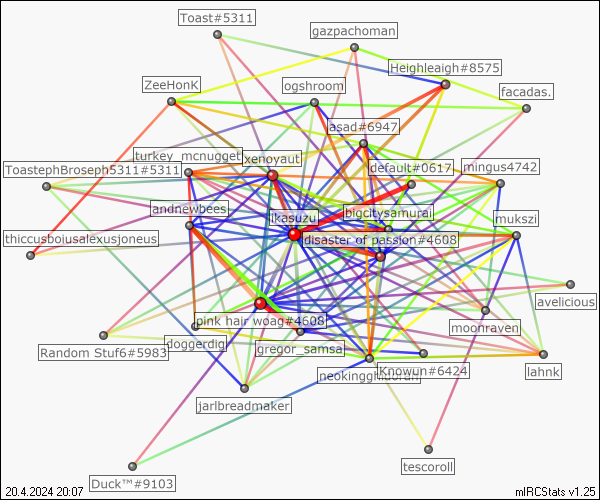 Toast#5311
gazpachoman
Heighleaigh#8575
ZeeHonK
ogshroom
facadas.
asad#6947
turkey_mcnugget
xenoyaut
default#0617
mingus4742
ToastephBroseph5311#5311
andnewbees
ikasuzu
bigcitysamurai
mukszi
thiccusboiusalexusjoneus
disaster of passion#4608
avelicious
pink hair woag#4608
moonraven
Random Stuf6#5983
doggerdig
gregor_samsa
Knowun#6424
lahnk
jarlbreadmaker
tescoroll
Duck™#9103
20.4.2024 20:07
mIRCStats v1.25